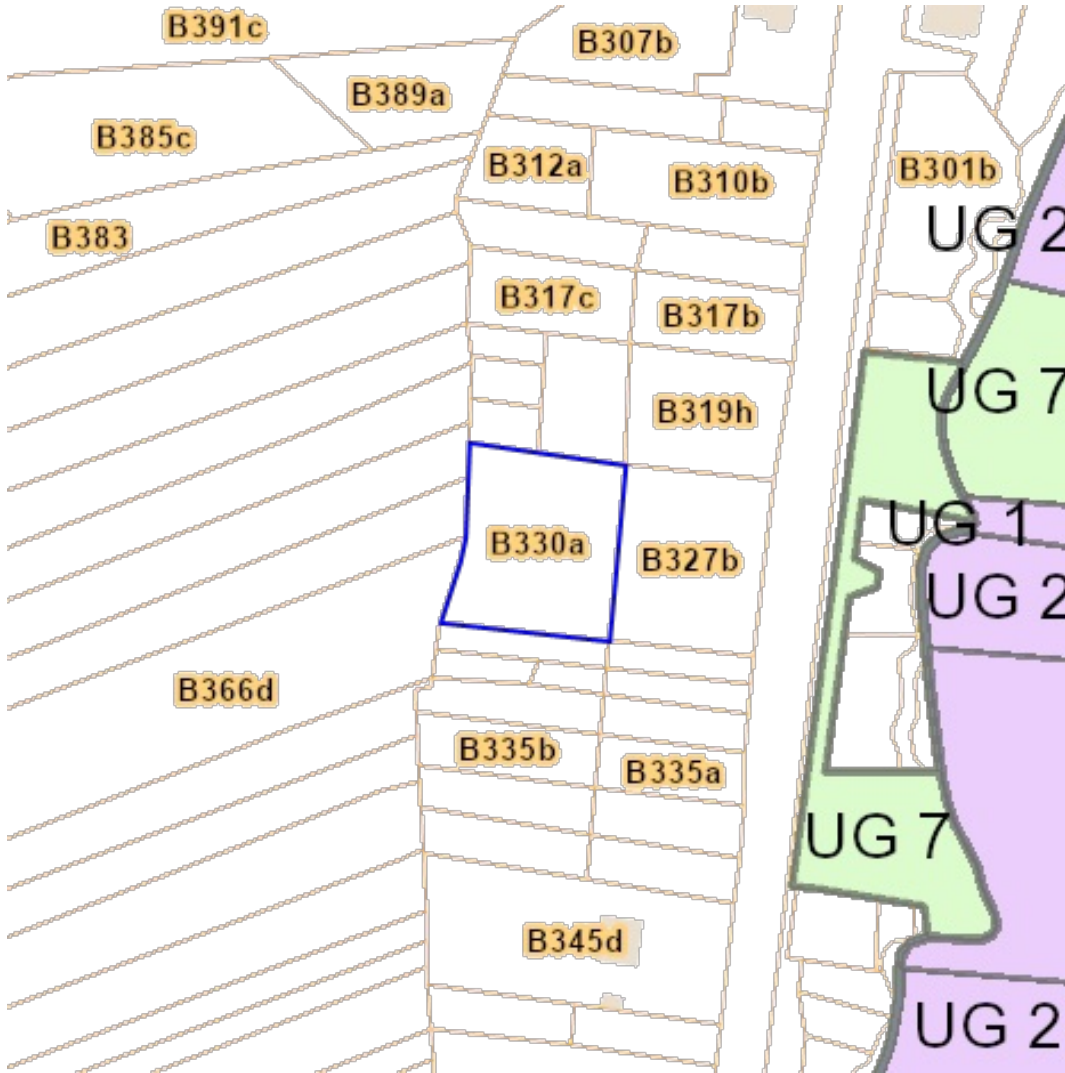 B391c
B307b
B389a
B385c
B312a
B310b
B301b
B383
UG 2
B317c
B317b
UG 7
B319h
UG 1
B330a
B327b
UG 2
B366d
B335b
B335a
UG 7
B345d
UG 2